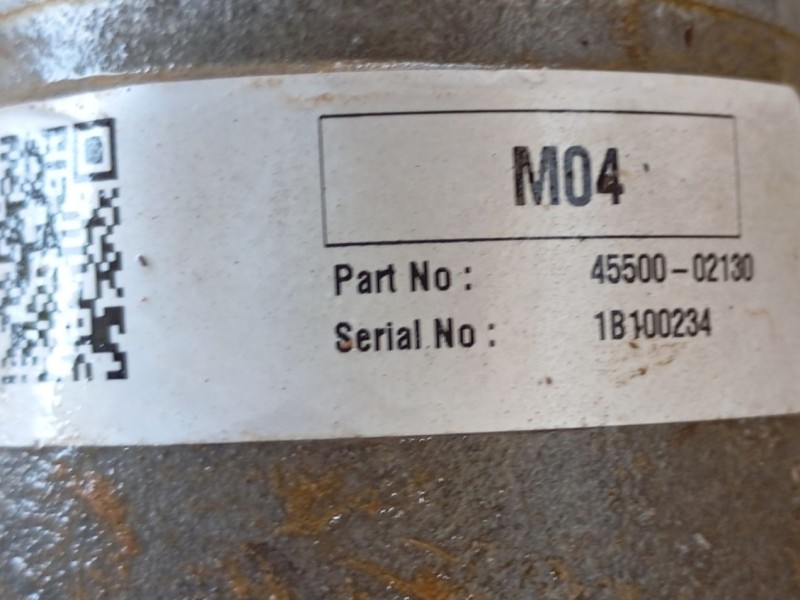 M04
Part No : 45500-02130
Serial No : 1B100234